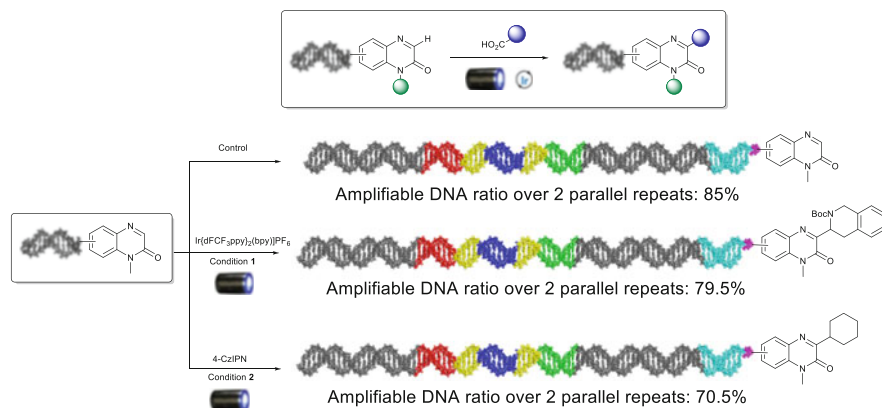 N
H
HO₂C
N
N
O
N
O
Ir
Control
N
N
O
Amplifiable DNA ratio over 2 parallel repeats: 85%
BocN
N
N
O
Ir{dFCF₃ppy)₂(bpy)]PF₆
N
N
O
Condition 1
Amplifiable DNA ratio over 2 parallel repeats: 79.5%
4-CzIPN
N
N
O
Condition 2
Amplifiable DNA ratio over 2 parallel repeats: 70.5%